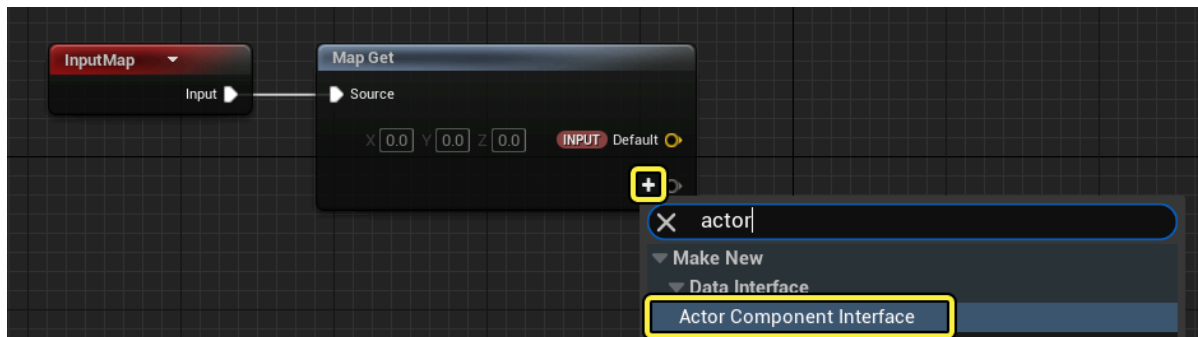 InputMap
Map Get
Input
Source
X 0.0 Y 0.0 Z 0.0 INPUT Default
+
actor
Make New
Data Interface
Actor Component Interface